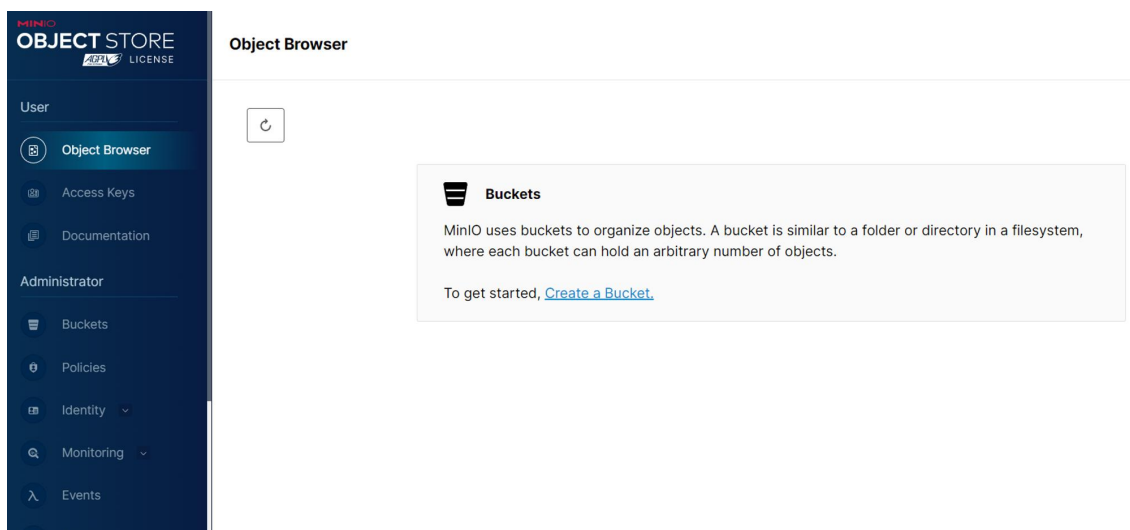 MINIO
OBJECT STORE
AGPLv3 LICENSE
Object Browser
User
Object Browser
Access Keys
Documentation
Administrator
Buckets
Policies
Identity
Monitoring
λ Events
Buckets
MinIO uses buckets to organize objects. A bucket is similar to a folder or directory in a filesystem,
where each bucket can hold an arbitrary number of objects.
To get started, Create a Bucket.